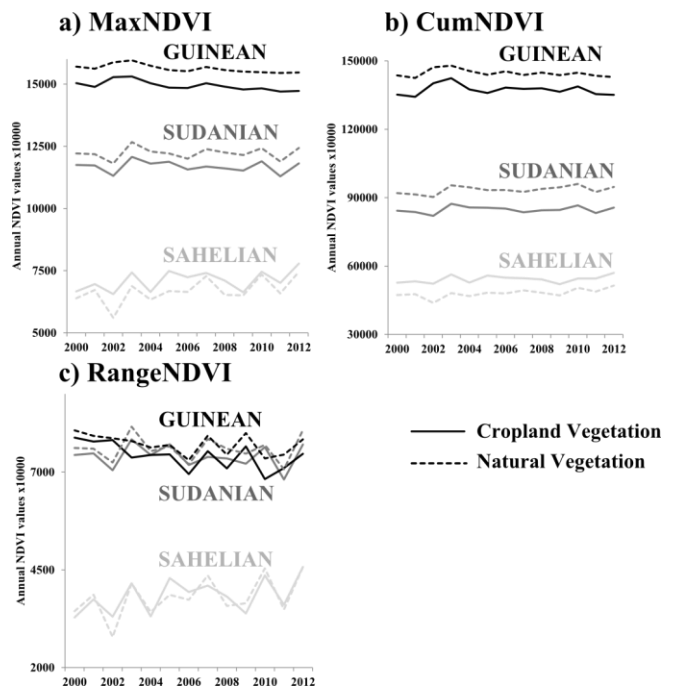 a) MaxNDVI
Annual NDVI values x10000
15000
12500
10000
7500
5000
GUINEAN
SUDANIAN
SAHELIAN
2000 2002 2004 2006 2008 2010 2012
b) CumNDVI
Annual NDVI values x10000
150000
120000
90000
60000
30000
GUINEAN
SUDANIAN
SAHELIAN
2000 2002 2004 2006 2008 2010 2012
c) RangeNDVI
Annual NDVI values x10000
7000
4500
2000
GUINEAN
SUDANIAN
SAHELIAN
2000 2002 2004 2006 2008 2010 2012
Cropland Vegetation
Natural Vegetation